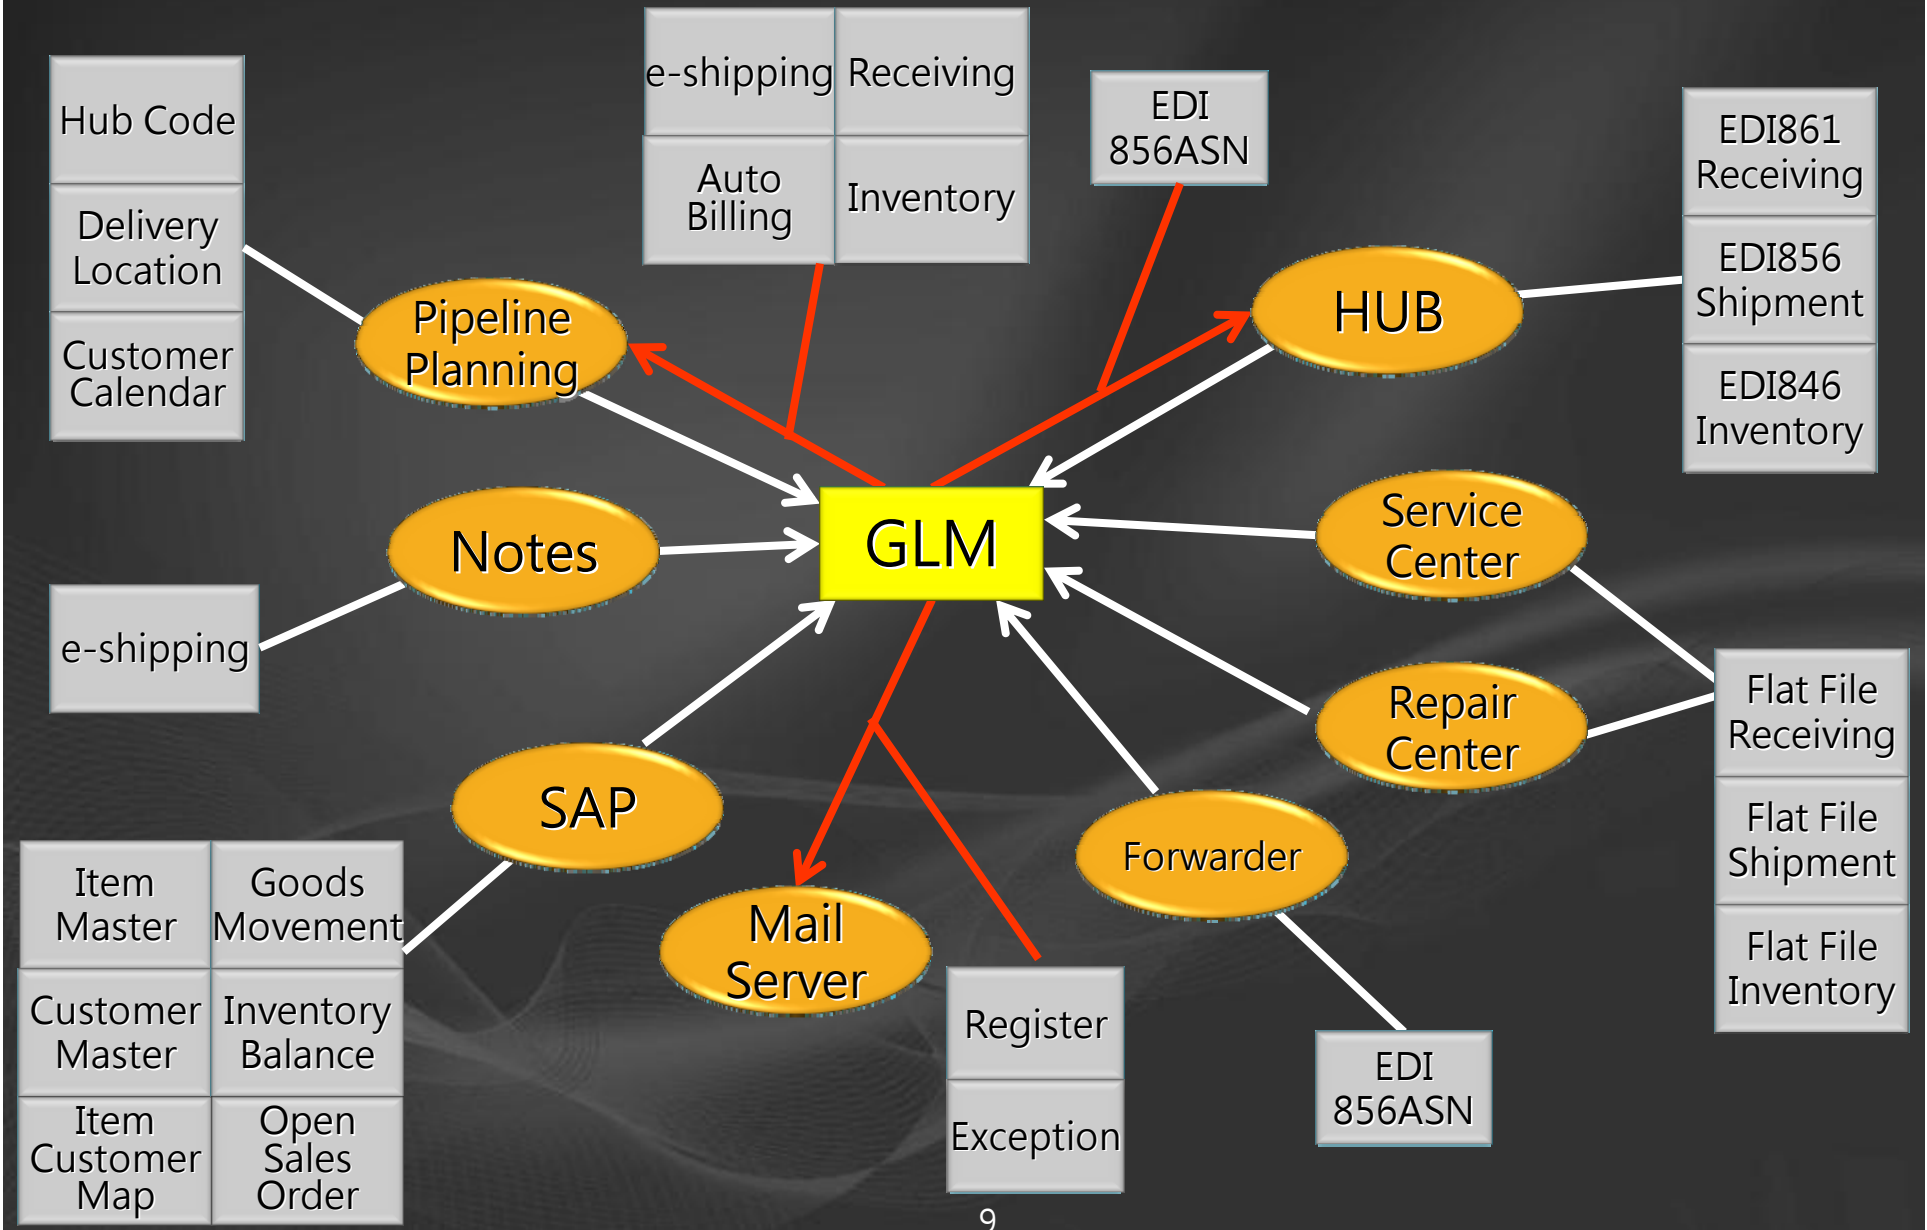 Hub Code
Delivery
Location
Customer
Calendar
e-shipping
Receiving
Auto
Billing
Inventory
EDI
856ASN
EDI861
Receiving
EDI856
Shipment
EDI846
Inventory
Pipeline
Planning
HUB
Notes
GLM
Service
Center
e-shipping
SAP
Repair
Center
Forwarder
Mail
Server
Flat File
Receiving
Flat File
Shipment
Flat File
Inventory
Item
Master
Goods
Movement
Customer
Master
Inventory
Balance
Item
Customer
Map
Open
Sales
Order
Register
Exception
EDI
856ASN
9